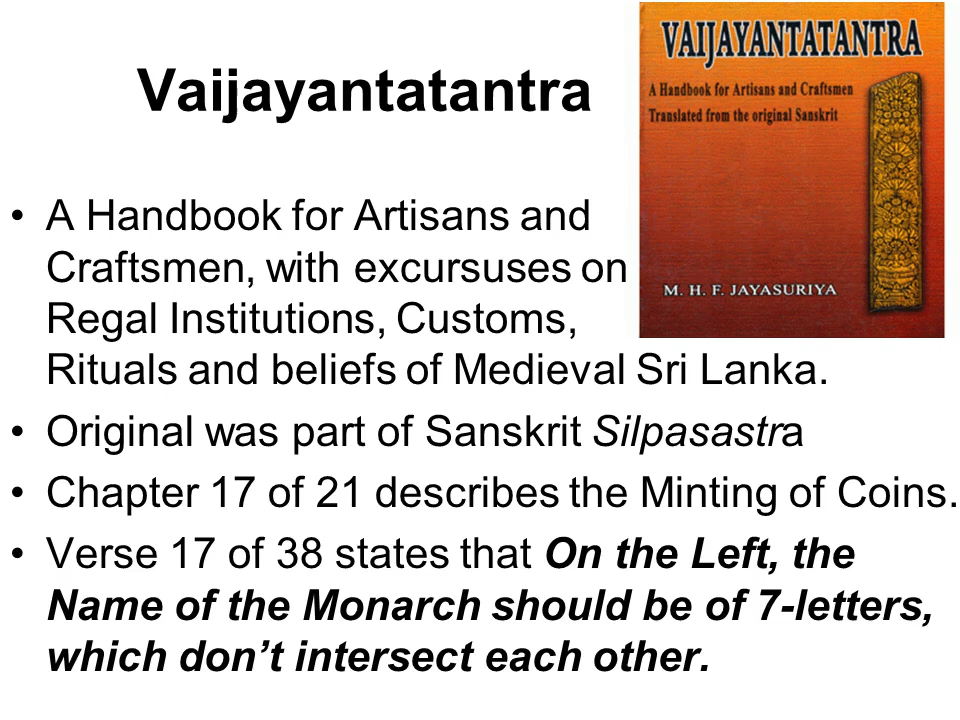 Vaijayantatantra
VAIJAYANTATANTRA
A Handbook for Artisans and Craftsmen
Translated from the original Sanskrit
M. H. F. JAYASURIYA
• A Handbook for Artisans and
Craftsmen, with excursuses on
Regal Institutions, Customs,
Rituals and beliefs of Medieval Sri Lanka.
• Original was part of Sanskrit Silpasastra
• Chapter 17 of 21 describes the Minting of Coins.
• Verse 17 of 38 states that On the Left, the
Name of the Monarch should be of 7-letters,
which don’t intersect each other.